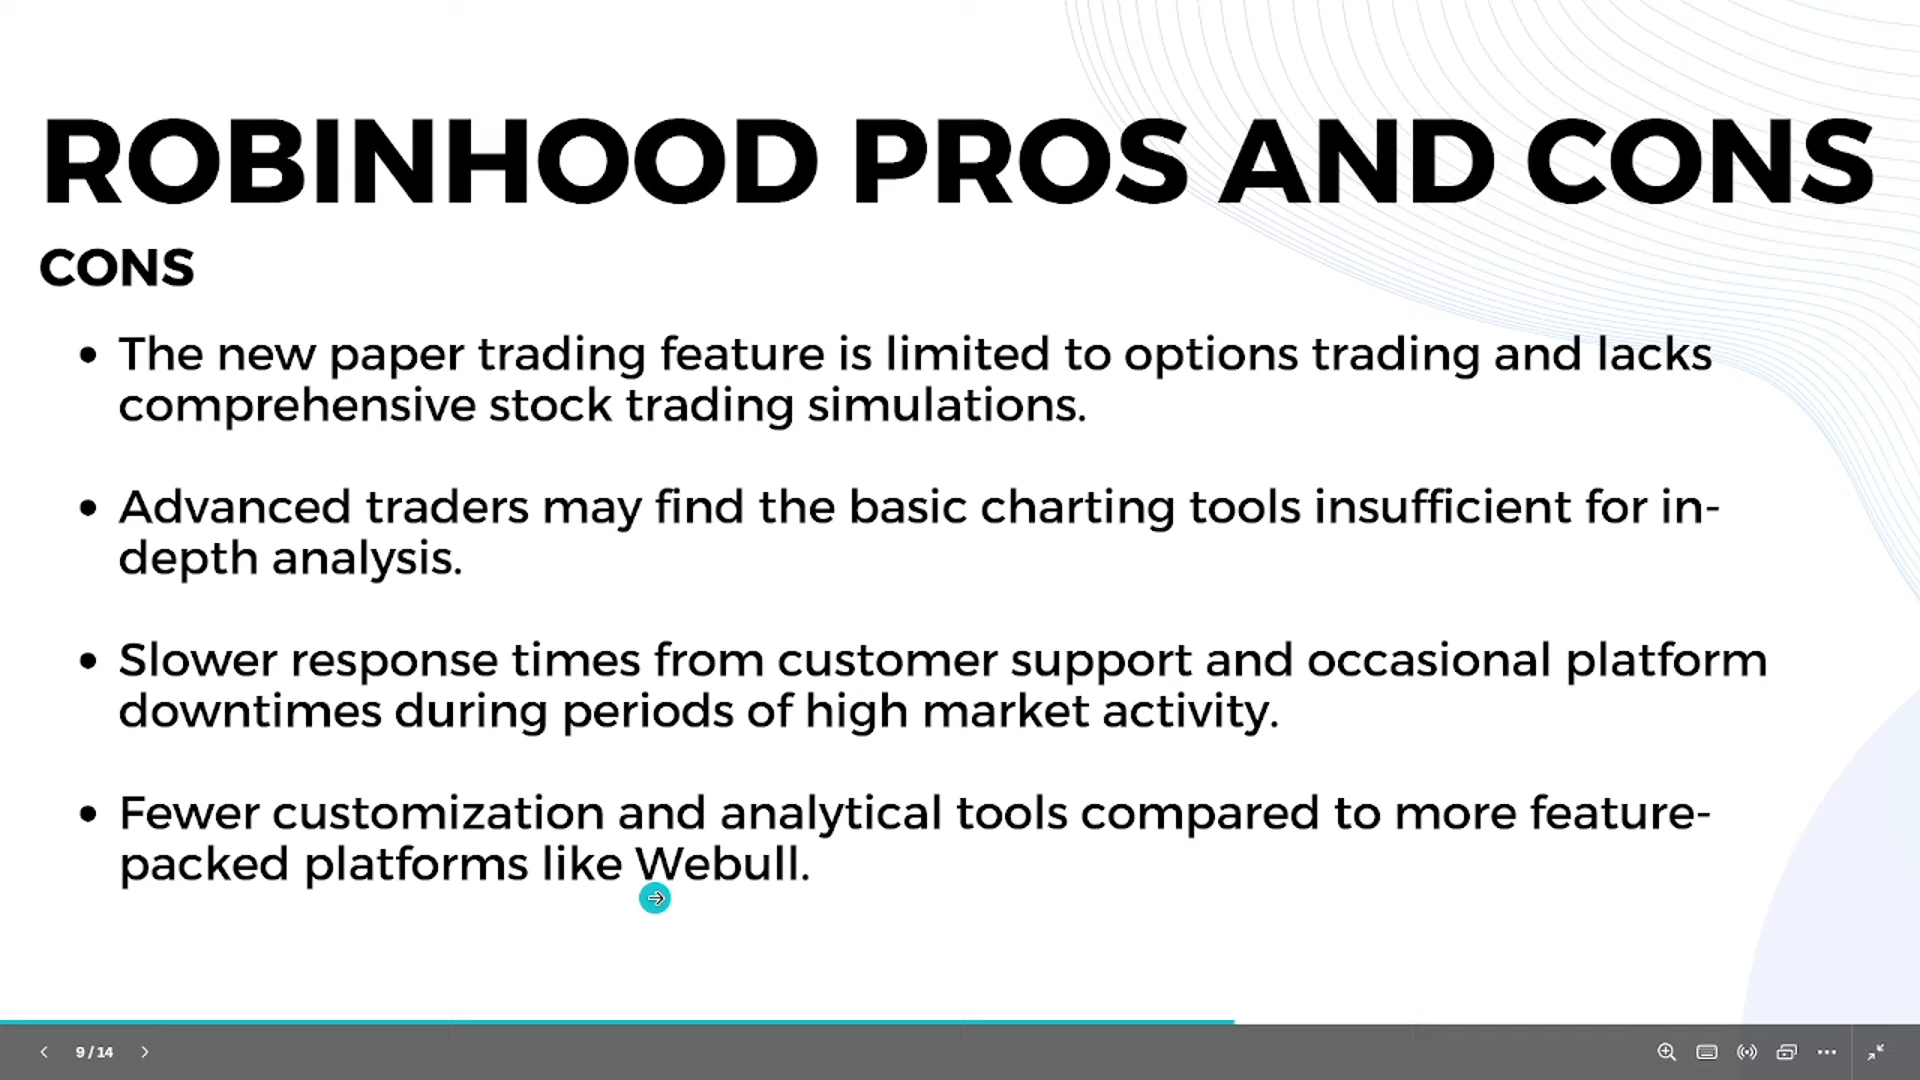 ROBINHOOD PROS AND CONS
CONS
• The new paper trading feature is limited to options trading and lacks
comprehensive stock trading simulations.
• Advanced traders may find the basic charting tools insufficient for in-
depth analysis.
• Slower response times from customer support and occasional platform
downtimes during periods of high market activity.
• Fewer customization and analytical tools compared to more feature-
packed platforms like Webull.
9 / 14